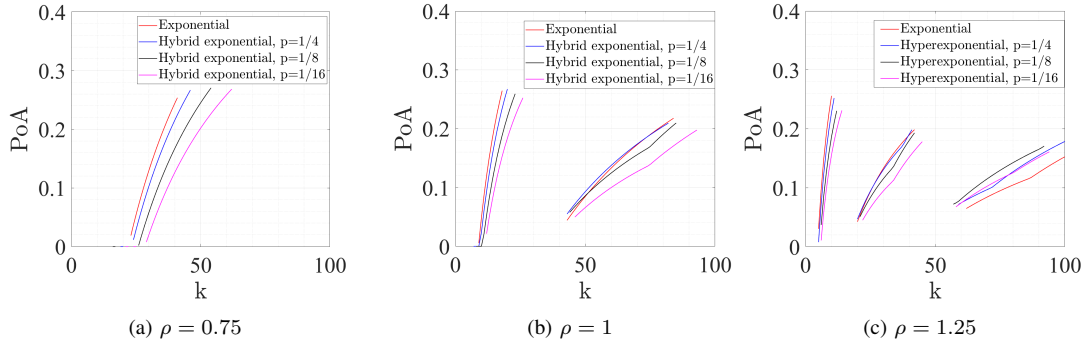 0.4
0.3
0.2
0.1
0
PoA
0
50
100
k
Exponential
Hybrid exponential, p=1/4
Hybrid exponential, p=1/8
Hybrid exponential, p=1/16
(a) ρ = 0.75
0.4
0.3
0.2
0.1
0
PoA
0
50
100
k
Exponential
Hybrid exponential, p=1/4
Hybrid exponential, p=1/8
Hybrid exponential, p=1/16
(b) ρ = 1
0.4
0.3
0.2
0.1
0
PoA
0
50
100
k
Exponential
Hyperexponential, p=1/4
Hyperexponential, p=1/8
Hyperexponential, p=1/16
(c) ρ = 1.25